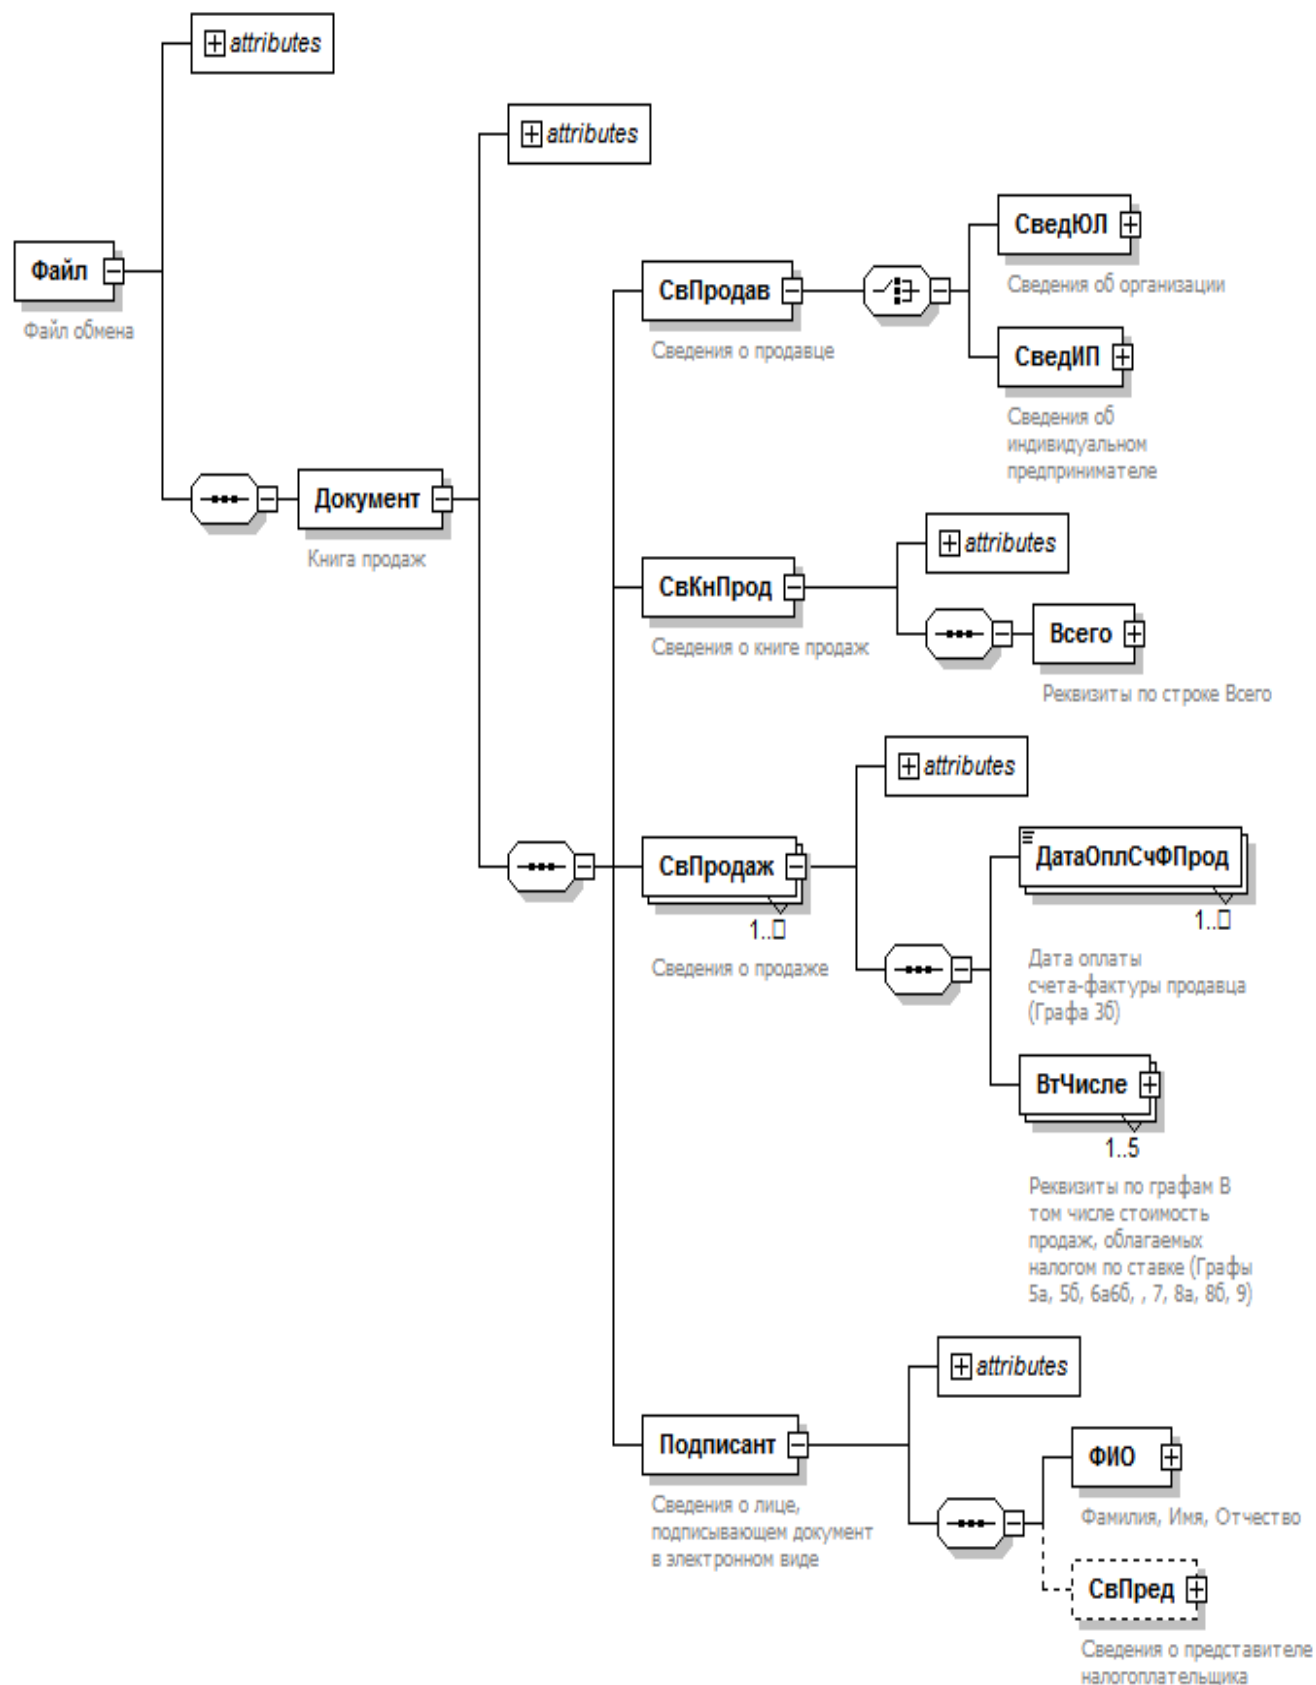 attributes
attributes
Файл
Файл обмена
Документ
Книга продаж
СвПродав
Сведения о продавце
СведЮЛ
Сведения об организации
СведИП
Сведения об
индивидуальном
предпринимателе
СвКнПрод
Сведения о книге продаж
attributes
Всего
Реквизиты по строке Всего
СвПродаж
1..□
Сведения о продаже
attributes
ДатаОплСчФПрод
1..□
Дата оплаты
счета-фактуры продавца
(Графа 3б)
ВтЧисле
1..5
Реквизиты по графам В
том числе стоимость
продаж, облагаемых
налогом по ставке (Графы
5а, 5б, 6а6б, , 7, 8а, 8б, 9)
Подписант
Сведения о лице,
подписывающем документ
в электронном виде
attributes
ФИО
Фамилия, Имя, Отчество
СвПред
Сведения о представителе
налогоплательщика